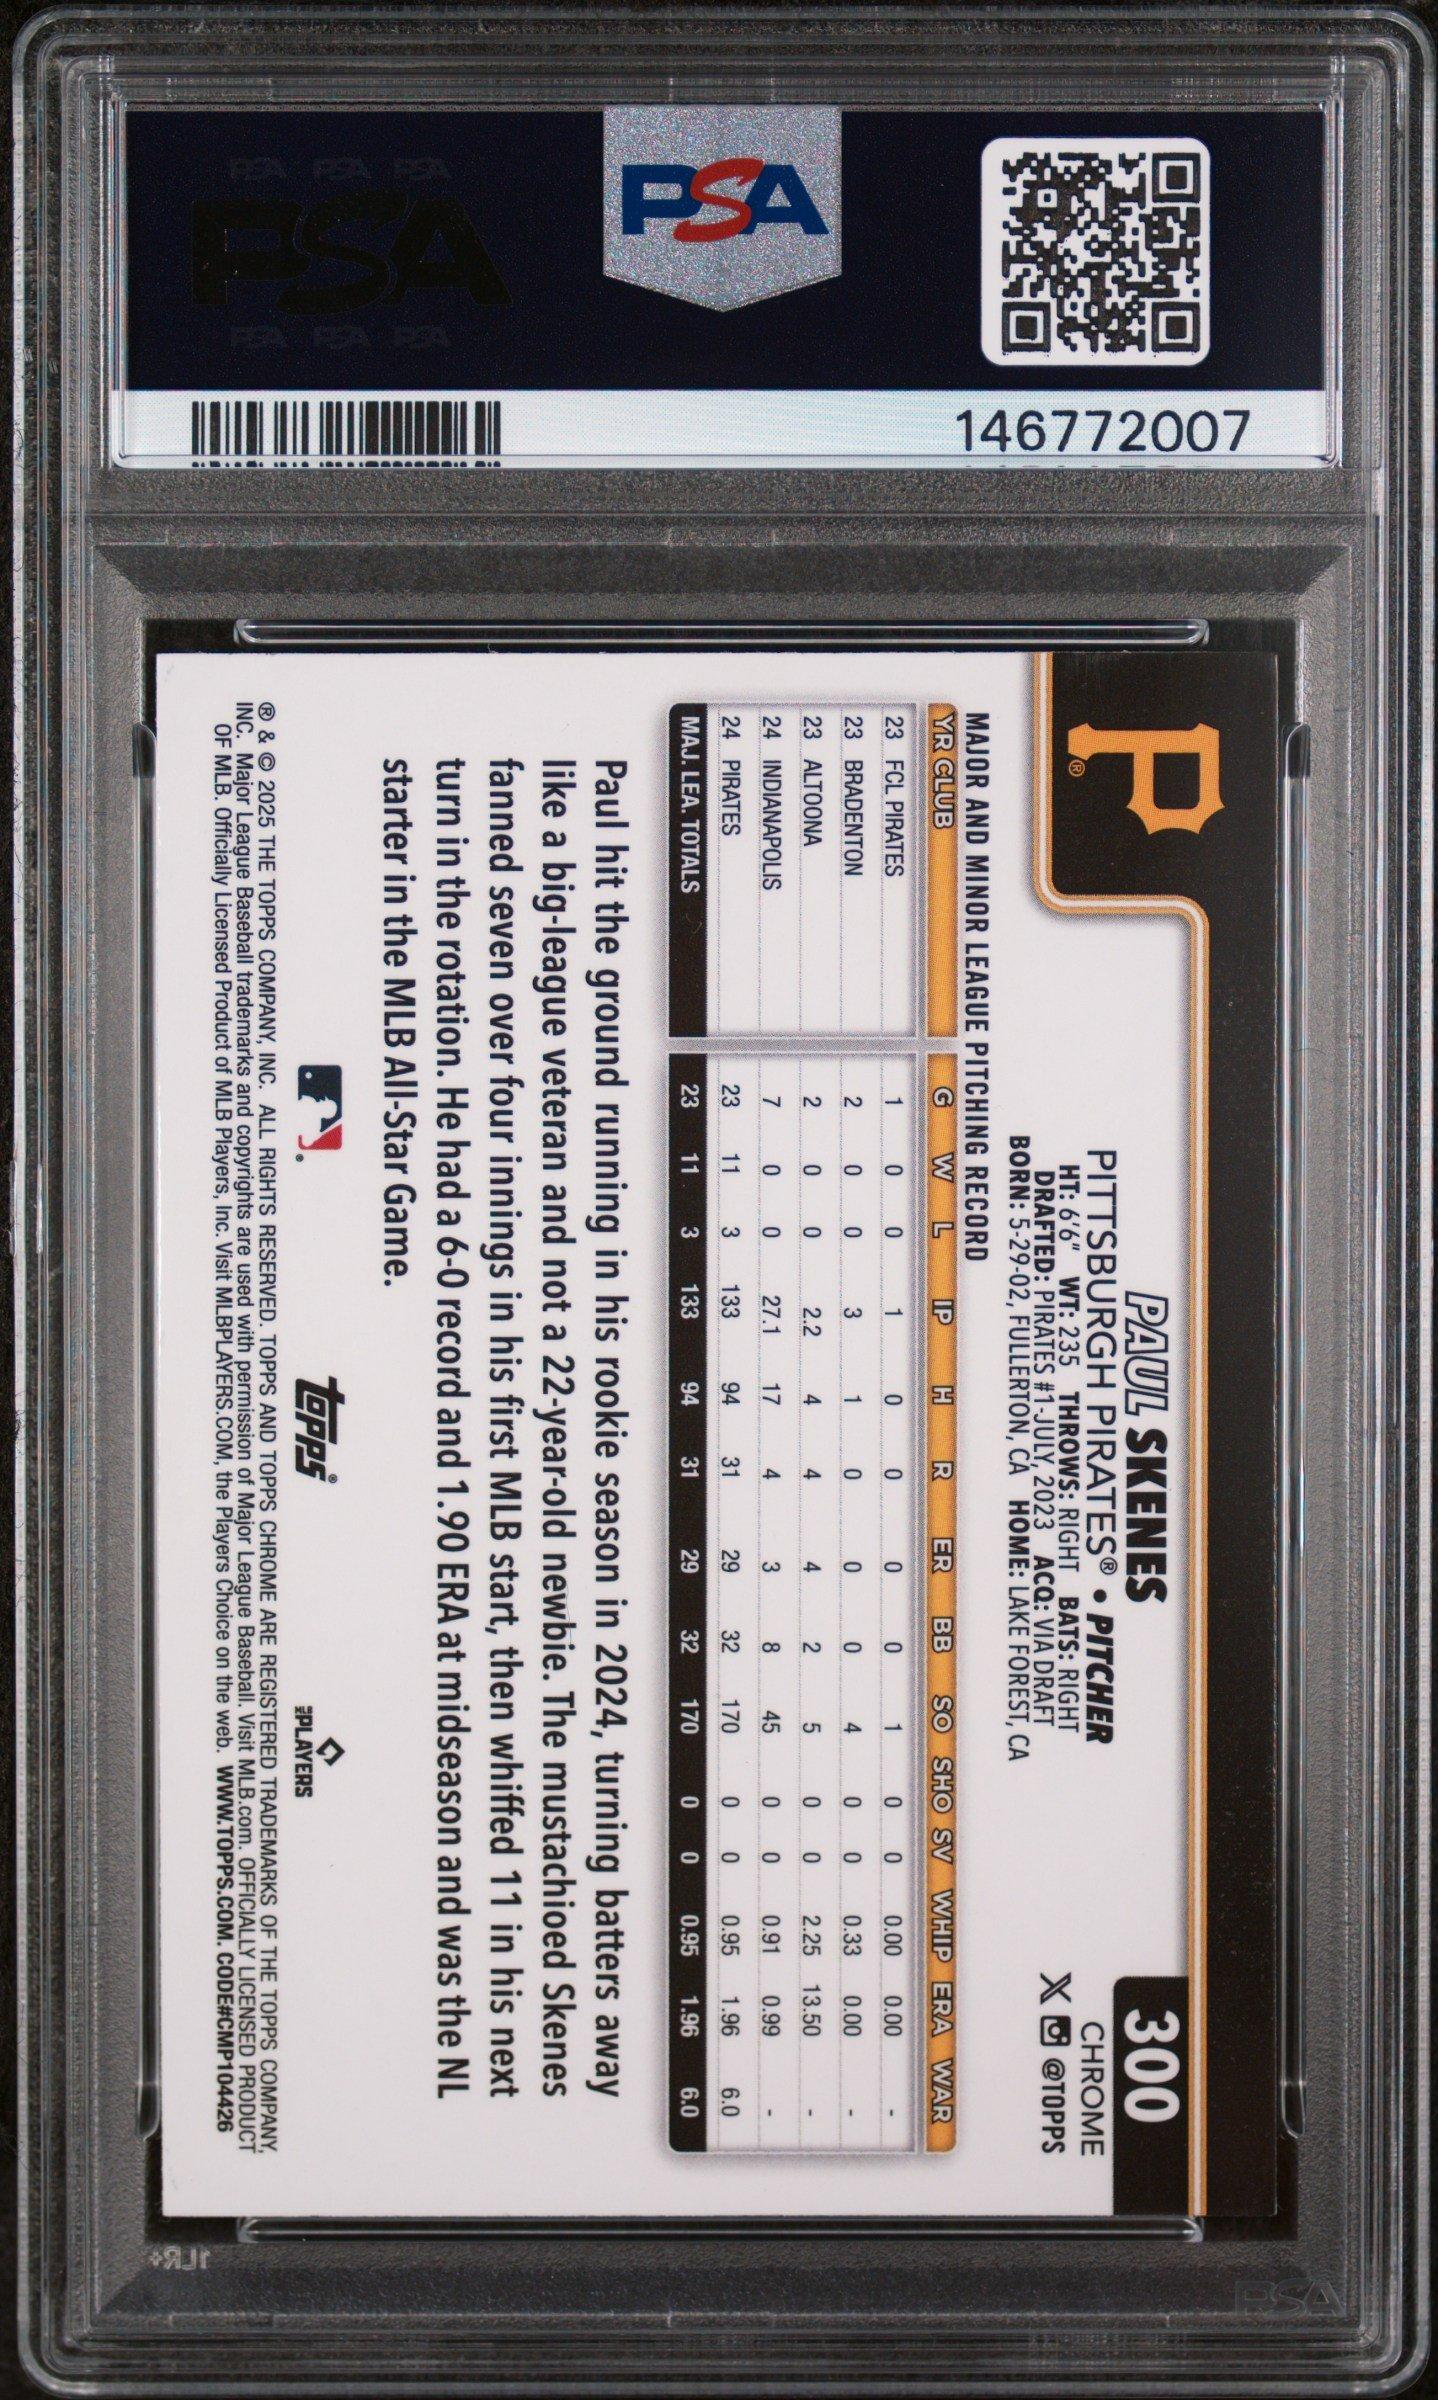 PSA PSA PSA
PSA
PSA PSA PSA
PSA
146772007
P®
300
CHROME
X @TOPPS
PAUL SKENES
PITTSBURGH PIRATES® • PITCHER
HT: 6'6" WT: 235 THROWS: RIGHT BATS: RIGHT
DRAFTED: PIRATES #1-JULY, 2023 ACQ: VIA DRAFT
BORN: 5-29-02, FULLERTON, CA HOME: LAKE FOREST, CA
MAJOR AND MINOR LEAGUE PITCHING RECORD
YR CLUB G W L IP H R ER BB SO SHO SV WHIP ERA WAR
23 FCL PIRATES 1 0 0 1 0 0 0 0 1 0 0 0.00 0.00 -
23 BRADENTON 2 0 0 3 1 0 0 0 4 0 0 0.33 0.00 -
23 ALTOONA 2 0 0 2.2 4 4 4 2 5 0 0 2.25 13.50 -
24 INDIANAPOLIS 7 0 0 27.1 17 4 3 8 45 0 0 0.91 0.99 -
24 PIRATES 23 11 3 133 94 31 29 32 170 0 0 0.95 1.96 6.0
MAJ. LEA. TOTALS 23 11 3 133 94 31 29 32 170 0 0 0.95 1.96 6.0
Paul hit the ground running in his rookie season in 2024, turning batters away
like a big-league veteran and not a 22-year-old newbie. The mustachioed Skenes
fanned seven over four innings in his first MLB start, then whiffed 11 in his next
turn in the rotation. He had a 6-0 record and 1.90 ERA at midseason and was the NL
starter in the MLB All-Star Game.
topps®
MLB PLAYERS
® & © 2025 THE TOPPS COMPANY, INC. ALL RIGHTS RESERVED. TOPPS AND TOPPS CHROME ARE REGISTERED TRADEMARKS OF THE TOPPS COMPANY,
INC. Major League Baseball trademarks and copyrights are used with permission of Major League Baseball. Visit MLB.com. OFFICIALLY LICENSED PRODUCT
OF MLB. Officially Licensed Product of MLB Players, Inc. Visit MLBPLAYERS.COM, the Players Choice on the web. WWW.TOPPS.COM. CODE#CMP104426
1LR+
PSA